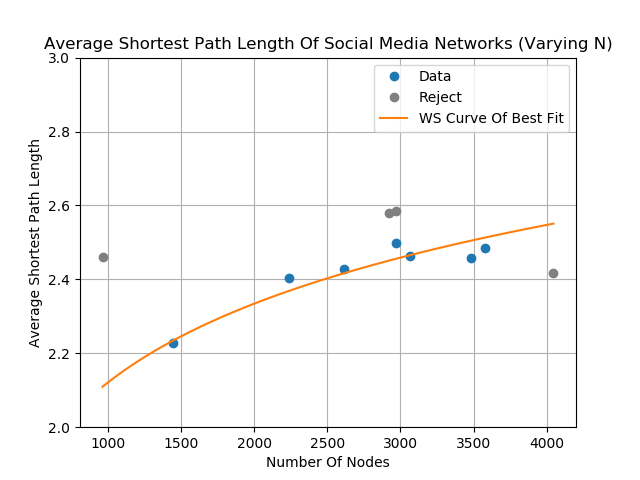 Average Shortest Path Length Of Social Media Networks (Varying N)
3.0
2.8
2.6
2.4
2.2
2.0
Average Shortest Path Length
Data
Reject
WS Curve Of Best Fit
1000 1500 2000 2500 3000 3500 4000
Number Of Nodes